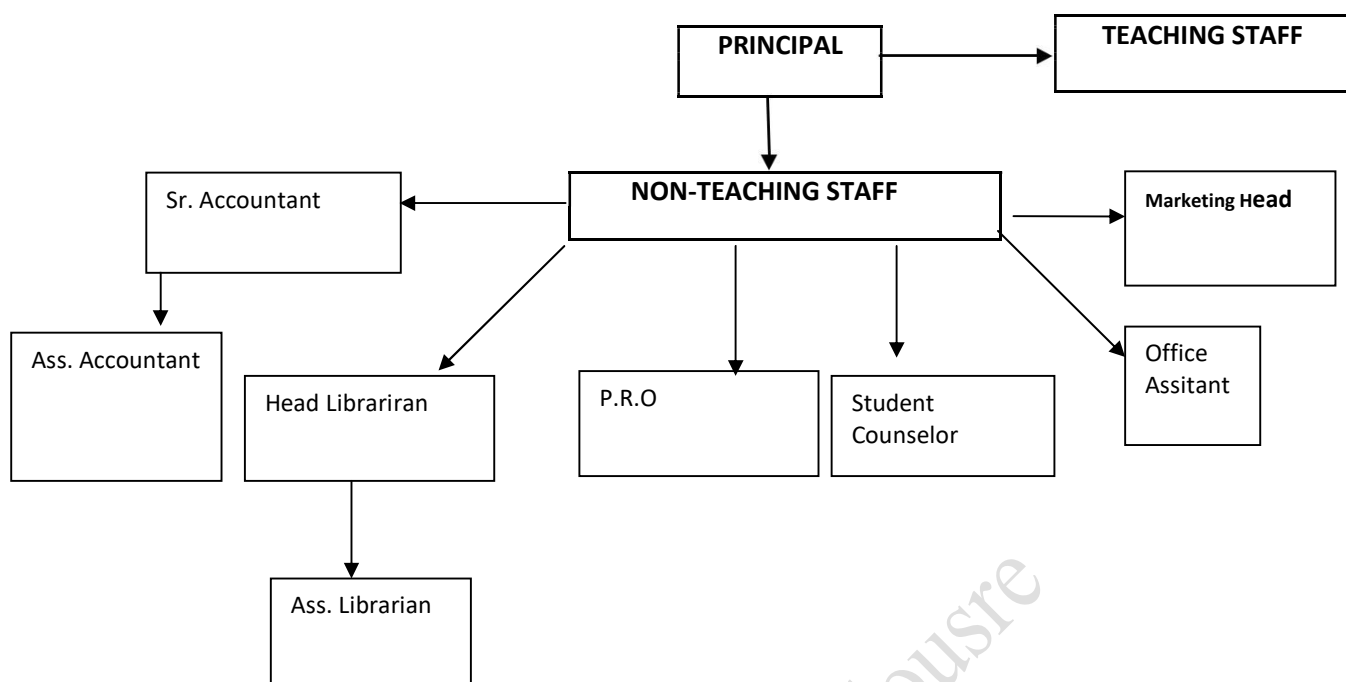 PRINCIPAL
TEACHING STAFF
NON-TEACHING STAFF
Sr. Accountant
Marketing Head
Ass. Accountant
Head Librariran
P.R.O
Student
Counselor
Office
Assitant
Ass. Librarian